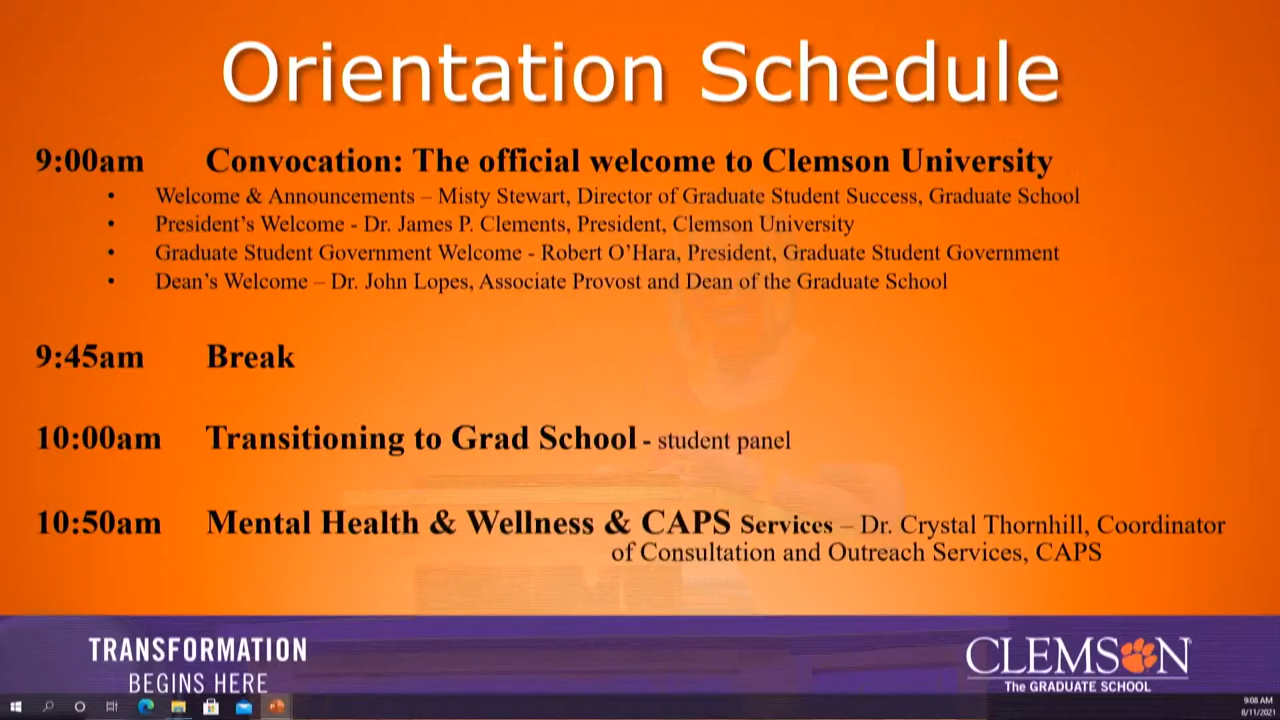 Orientation Schedule
9:00am Convocation: The official welcome to Clemson University
• Welcome & Announcements – Misty Stewart, Director of Graduate Student Success, Graduate School
• President’s Welcome - Dr. James P. Clements, President, Clemson University
• Graduate Student Government Welcome - Robert O’Hara, President, Graduate Student Government
• Dean’s Welcome – Dr. John Lopes, Associate Provost and Dean of the Graduate School
9:45am Break
10:00am Transitioning to Grad School - student panel
10:50am Mental Health & Wellness & CAPS Services – Dr. Crystal Thornhill, Coordinator
of Consultation and Outreach Services, CAPS
TRANSFORMATION
BEGINS HERE
CLEMSON
The GRADUATE SCHOOL
9:08 AM
8/11/2021